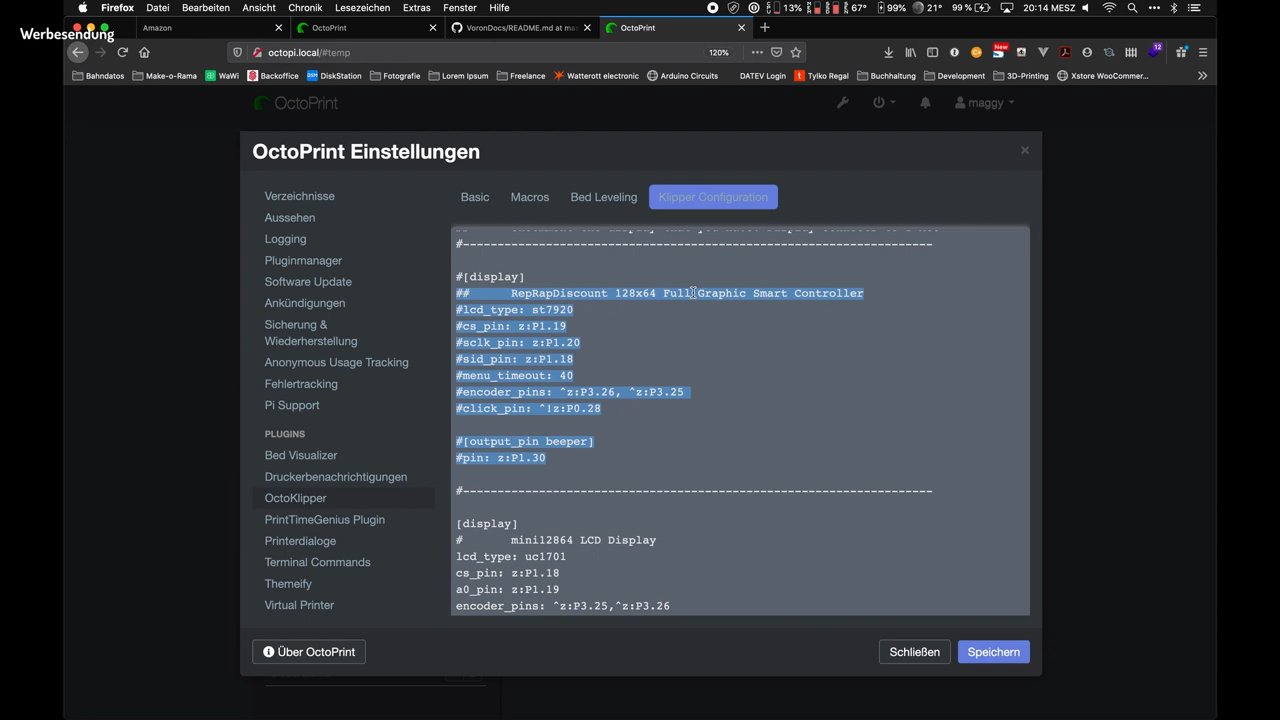 Firefox Datei Bearbeiten Ansicht Chronik Lesezeichen Extras Fenster Hilfe 13% 67° 99% 21° 99 % 20:14 MESZ
Werbesendung
Amazon OctoPrint VoronDocs/README.md at mas OctoPrint
octopi.local/#temp 120% New 12
Bahndatos Make-o-Rama WaWi Backoffice DiskStation Fotografie Lorem Ipsum Freelance Watterott electronic Arduino Circuits DATEV Login Tylko Regal Buchhaltung Development 3D-Printing Xstore WooCommer...
OctoPrint maggy
OctoPrint Einstellungen
Verzeichnisse
Aussehen
Logging
Pluginmanager
Software Update
Ankündigungen
Sicherung &
Wiederherstellung
Anonymous Usage Tracking
Fehlertracking
Pi Support
PLUGINS
Bed Visualizer
Druckerbenachrichtigungen
OctoKlipper
PrintTimeGenius Plugin
Printerdialoge
Terminal Commands
Themeify
Virtual Printer
Basic Macros Bed Leveling Klipper Configuration
#--------------------------------------------------------------------
#[display]
## RepRapDiscount 128x64 Full Graphic Smart Controller
#lcd_type: st7920
#cs_pin: z:P1.19
#sclk_pin: z:P1.20
#sid_pin: z:P1.18
#menu_timeout: 40
#encoder_pins: ^z:P3.26, ^z:P3.25
#click_pin: ^!z:P0.28
#[output_pin beeper]
#pin: z:P1.30
#--------------------------------------------------------------------
[display]
# mini12864 LCD Display
lcd_type: uc1701
cs_pin: z:P1.18
a0_pin: z:P1.19
encoder_pins: ^z:P3.25,^z:P3.26
Über OctoPrint Schließen Speichern